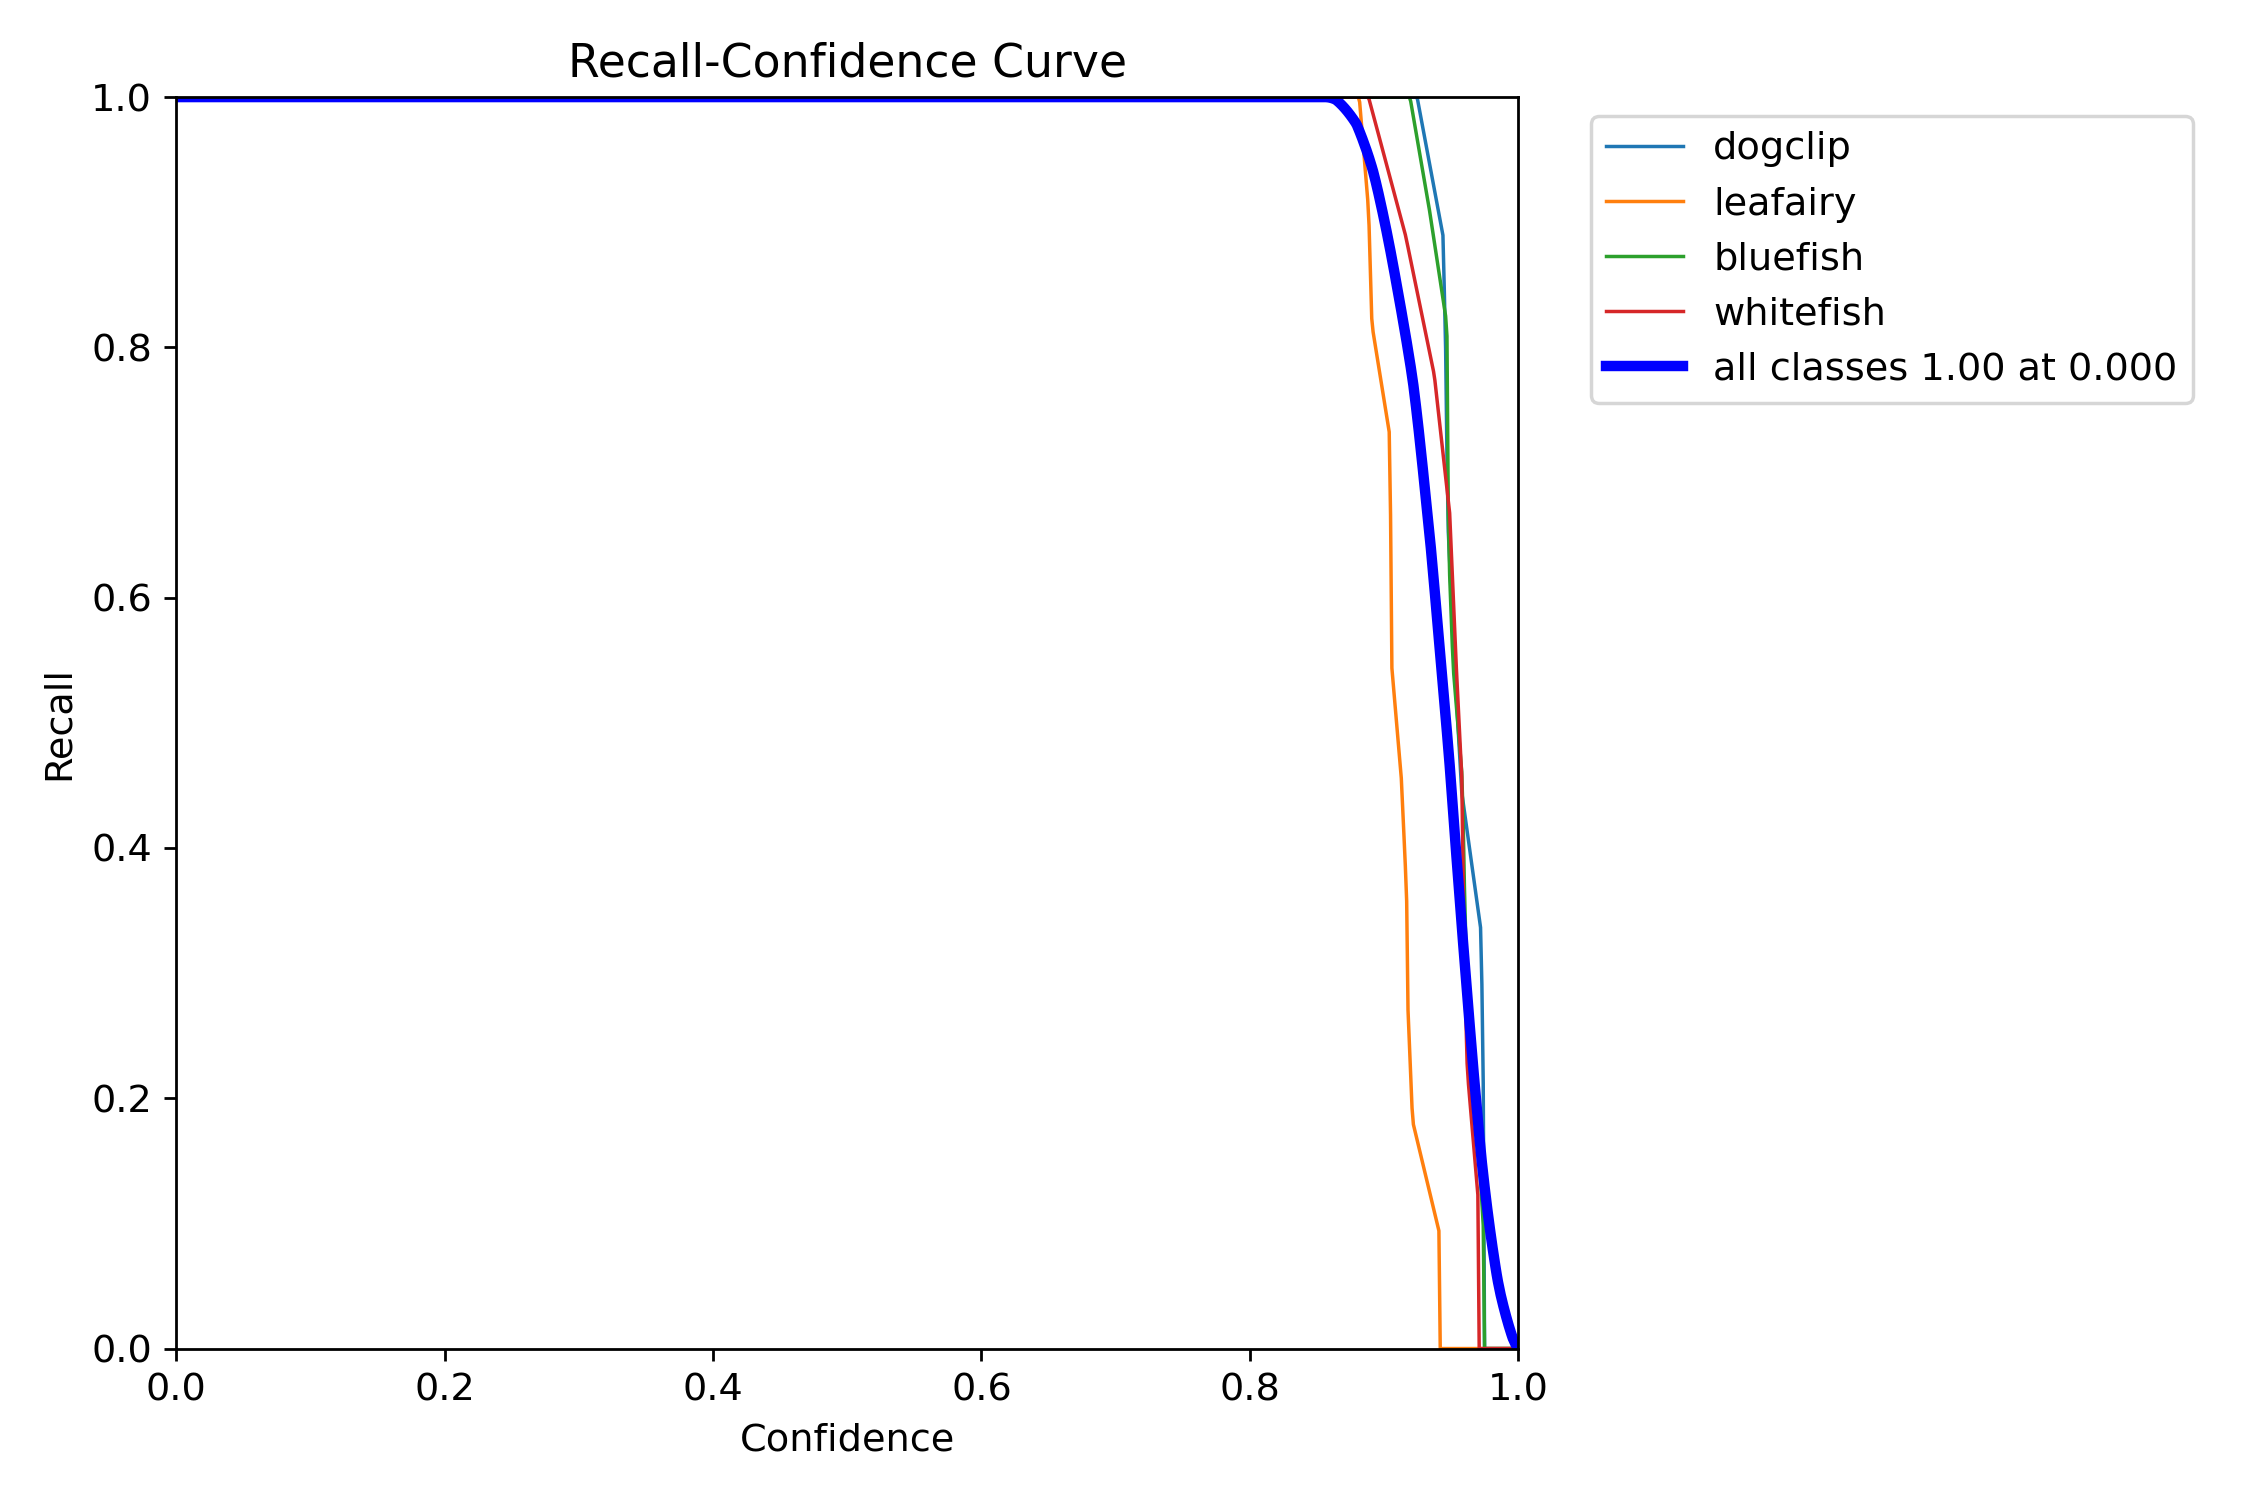 Recall-Confidence Curve
1.0
0.8
0.6
0.4
0.2
0.0
Recall
0.0 0.2 0.4 0.6 0.8 1.0
Confidence
dogclip
leafairy
bluefish
whitefish
all classes 1.00 at 0.000